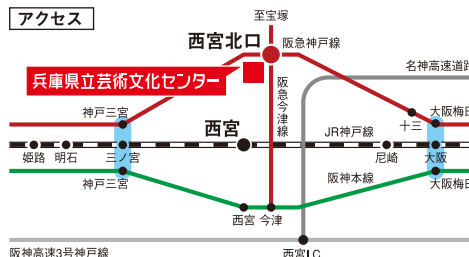 アクセス
至宝塚
西宮北口
阪急神戸線
兵庫県立芸術文化センター
名神高速道路
阪急今津線
神戸三宮
西宮
十三
大阪梅田
JR神戸線
姫路
明石
三ノ宮
尼崎
大阪
神戸三宮
阪神本線
大阪梅田
西宮
今津
阪神高速3号神戸線
西宮I.C